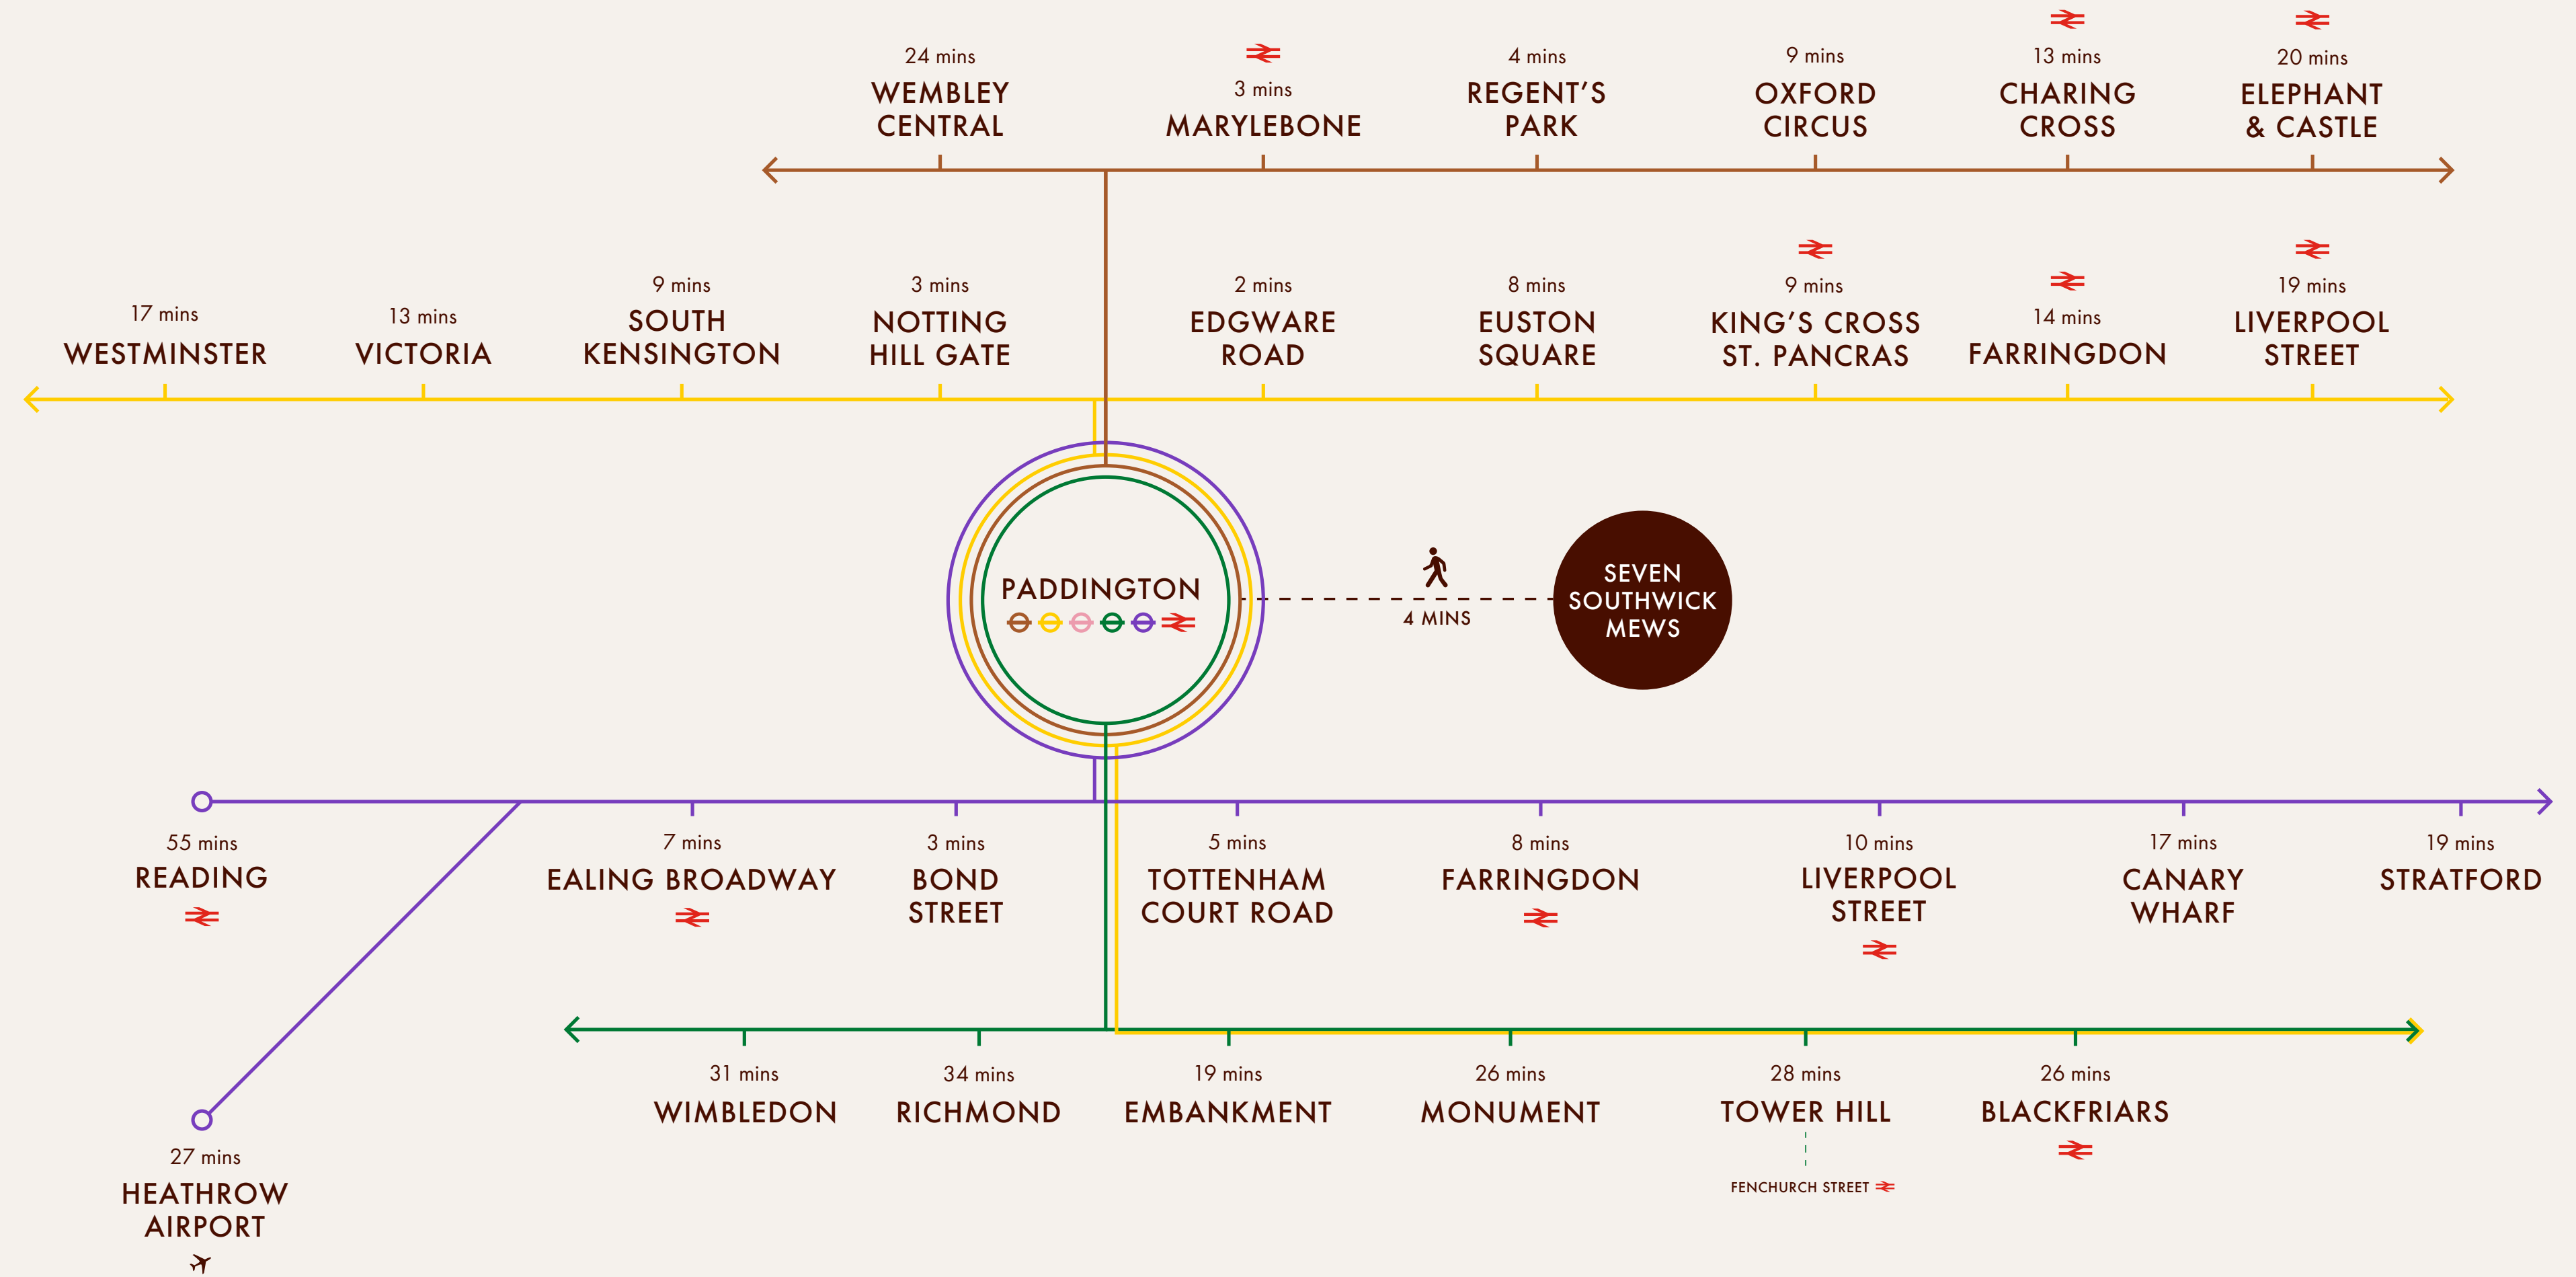 24 mins
WEMBLEY
CENTRAL
3 mins
MARYLEBONE
4 mins
REGENT’S
PARK
9 mins
OXFORD
CIRCUS
13 mins
CHARING
CROSS
20 mins
ELEPHANT
& CASTLE
17 mins
WESTMINSTER
13 mins
VICTORIA
9 mins
SOUTH
KENSINGTON
3 mins
NOTTING
HILL GATE
2 mins
EDGWARE
ROAD
8 mins
EUSTON
SQUARE
9 mins
KING’S CROSS
ST. PANCRAS
14 mins
FARRINGDON
19 mins
LIVERPOOL
STREET
PADDINGTON
4 MINS
SEVEN
SOUTHWICK
MEWS
55 mins
READING
7 mins
EALING BROADWAY
3 mins
BOND
STREET
5 mins
TOTTENHAM
COURT ROAD
8 mins
FARRINGDON
10 mins
LIVERPOOL
STREET
17 mins
CANARY
WHARF
19 mins
STRATFORD
31 mins
WIMBLEDON
34 mins
RICHMOND
19 mins
EMBANKMENT
26 mins
MONUMENT
28 mins
TOWER HILL
FENCHURCH STREET
26 mins
BLACKFRIARS
27 mins
HEATHROW
AIRPORT